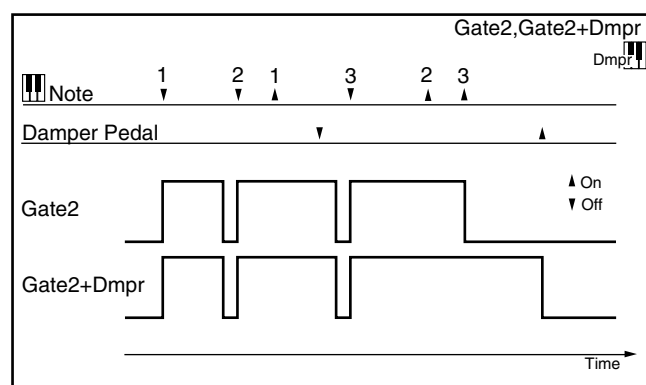 Gate2,Gate2+Dmpr
Dmpr
1 2 1 3 2 3
Note
Damper Pedal
On
Off
Gate2
Gate2+Dmpr
Time